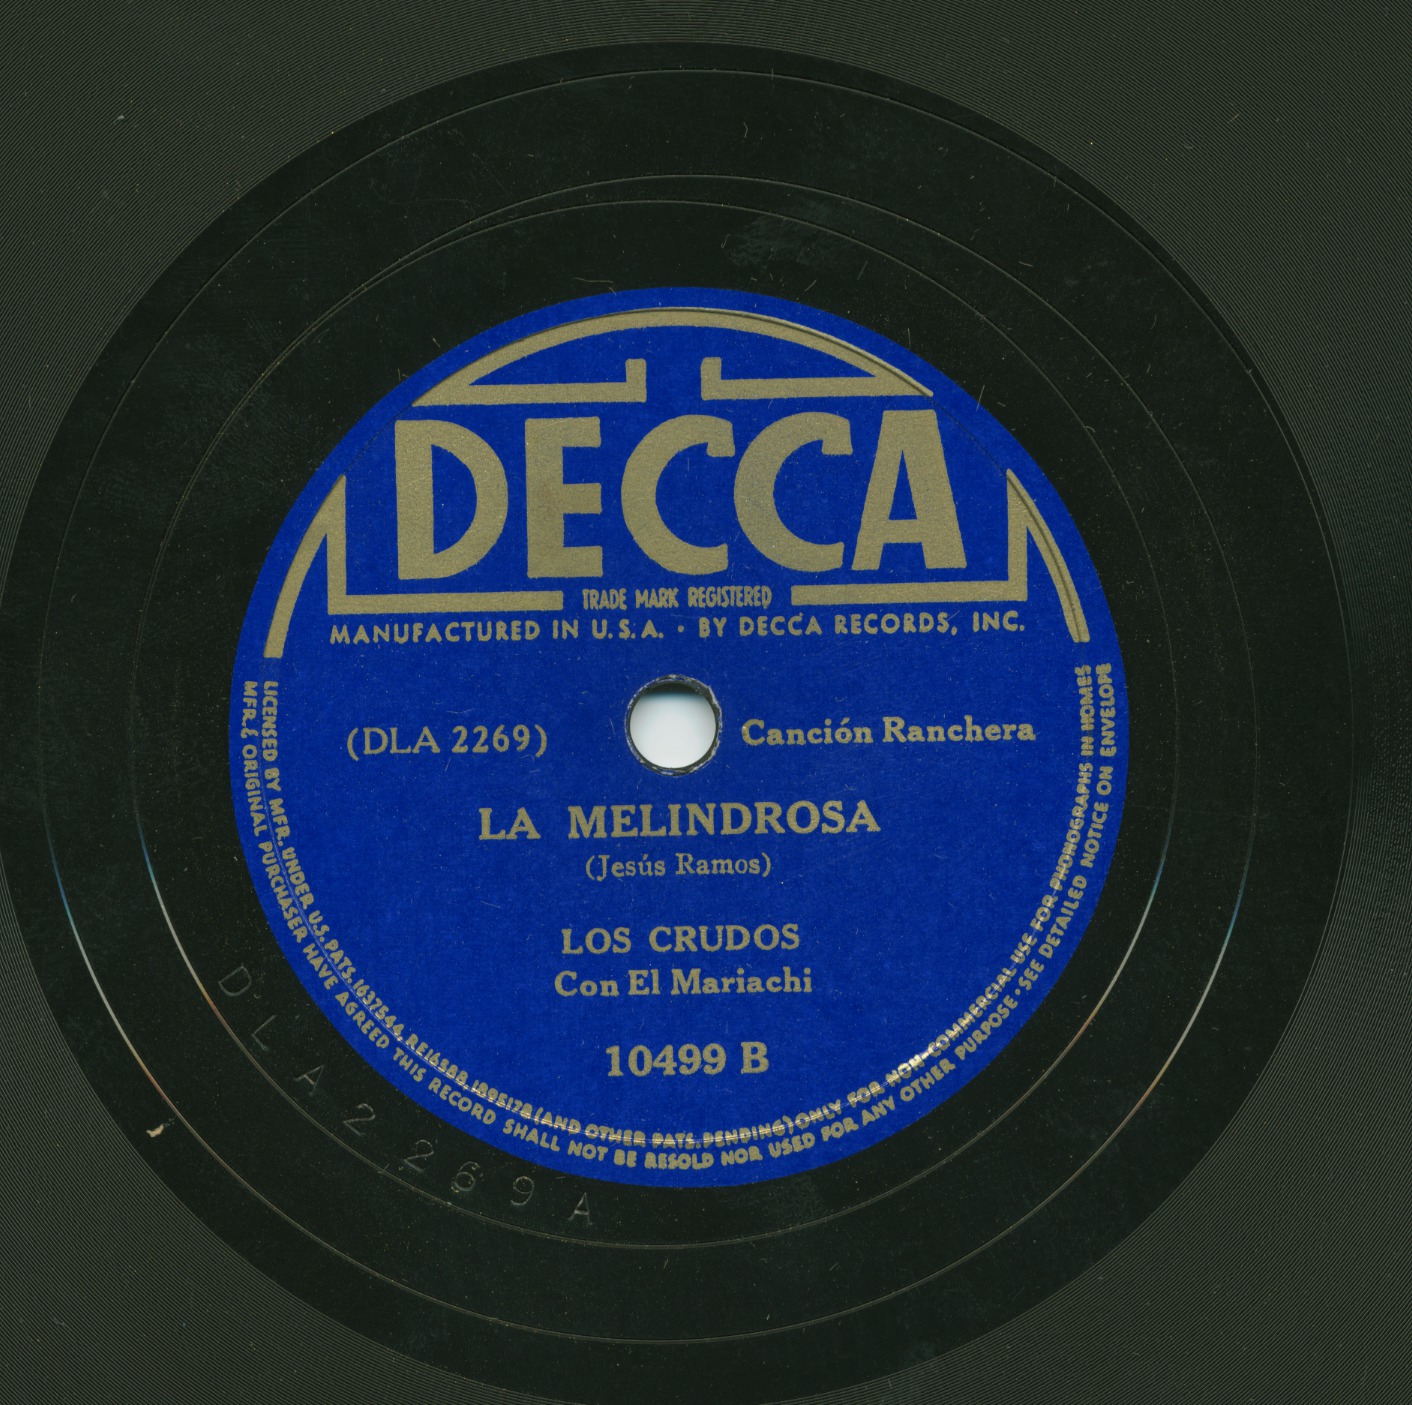 DECCA
TRADE MARK REGISTERED
MANUFACTURED IN U.S.A. · BY DECCA RECORDS, INC.
(DLA 2269)
Canción Ranchera
LA MELINDROSA
(Jesús Ramos)
LOS CRUDOS
Con El Mariachi
10499 B
LICENSED BY MFR. UNDER U.S. PATS. 1637544, RE16388, 1895178 (AND OTHER PATS. PENDING) ONLY FOR NON-COMMERCIAL USE FOR PHONOGRAPHS IN HOMES
MFR. & ORIGINAL PURCHASER HAVE AGREED THIS RECORD SHALL NOT BE RESOLD NOR USED FOR ANY OTHER PURPOSE · SEE DETAILED NOTICE ON ENVELOPE
DLA 2269 A